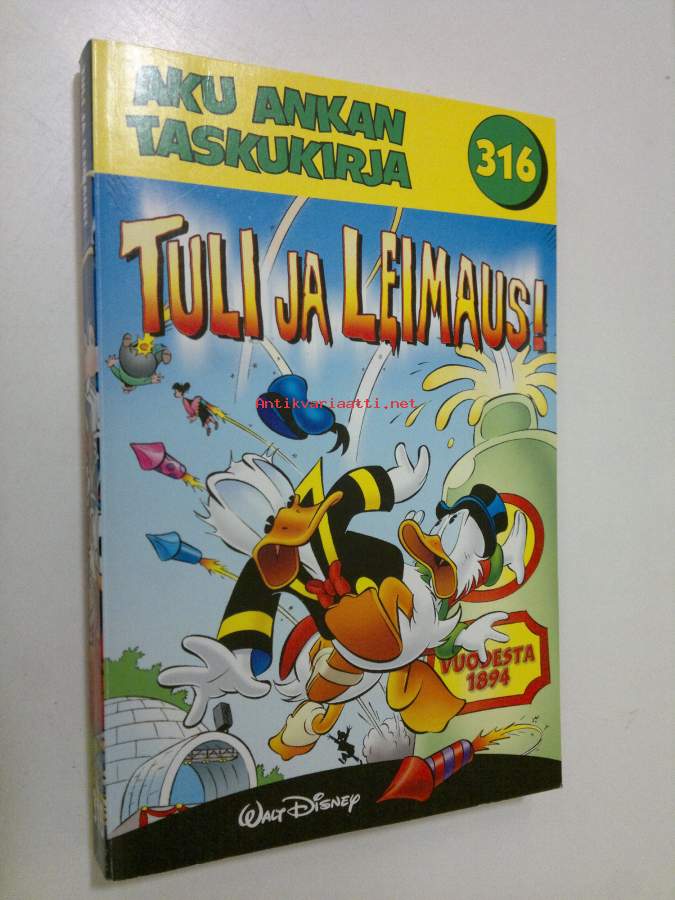 AKU ANKAN
TASKUKIRJA
316
TULI JA LEIMAUS!
Antikvariaatti.net
VUODESTA
1894
WALT DISNEY